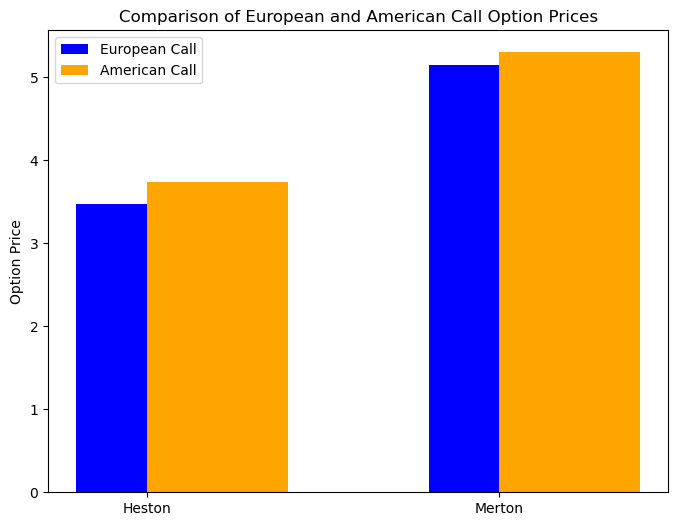 Comparison of European and American Call Option Prices
European Call
American Call
Option Price
5
4
3
2
1
0
Heston
Merton